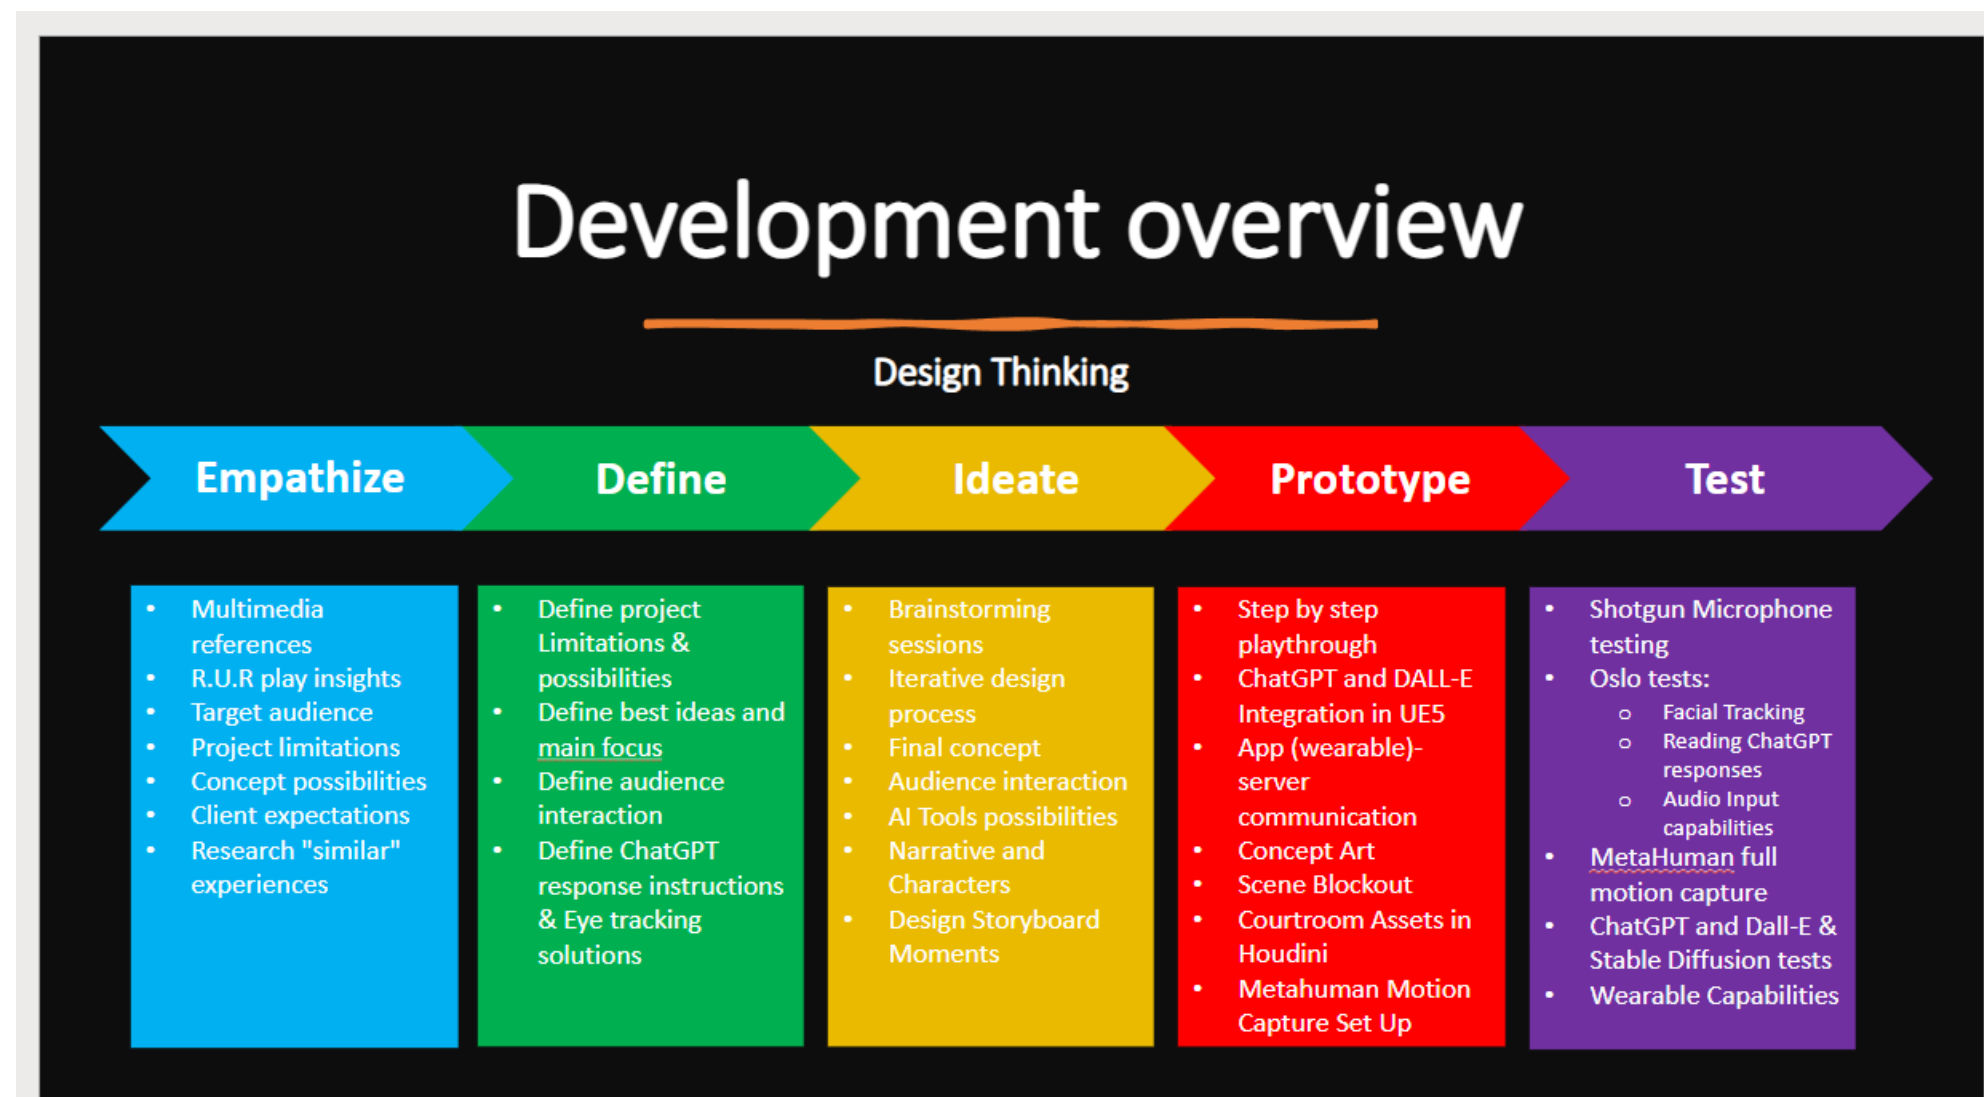 Development overview
Design Thinking
Empathize
Define
Ideate
Prototype
Test
• Multimedia
references
• R.U.R play insights
• Target audience
• Project limitations
• Concept possibilities
• Client expectations
• Research "similar"
experiences
• Define project
Limitations &
possibilities
• Define best ideas and
main focus
• Define audience
interaction
• Define ChatGPT
response instructions
& Eye tracking
solutions
• Brainstorming
sessions
• Iterative design
process
• Final concept
• Audience interaction
• AI Tools possibilities
• Narrative and
Characters
• Design Storyboard
Moments
• Step by step
playthrough
• ChatGPT and DALL-E
Integration in UE5
• App (wearable)-
server
communication
• Concept Art
• Scene Blockout
• Courtroom Assets in
Houdini
• Metahuman Motion
Capture Set Up
• Shotgun Microphone
testing
• Oslo tests:
o Facial Tracking
o Reading ChatGPT
responses
o Audio Input
capabilities
• MetaHuman full
motion capture
• ChatGPT and Dall-E &
Stable Diffusion tests
• Wearable Capabilities